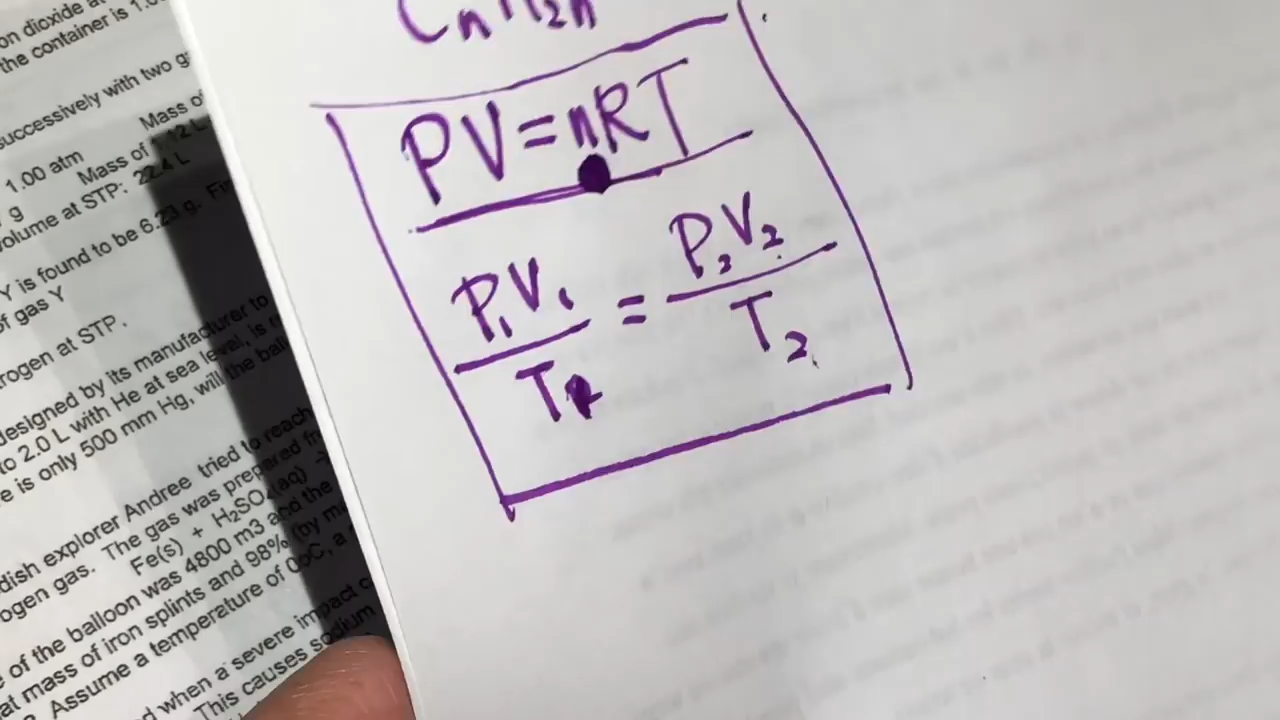 on dioxide at
the container is 1.0
successively with two g
Mass of
1.00 atm
Mass of 1.12 L
g
volume at STP: 22.4 L
Y is found to be 6.23 g. Fi
of gas Y
trogen at STP.
designed by its manufacturer to
to 2.0 L with He at sea level, is
e is only 500 mm Hg, will the ball
dish explorer Andree tried to reach
ogen gas. The gas was prepared fr
Fe(s) + H2SO4(aq) →
e of the balloon was 4800 m3 and the
at mass of iron splints and 98% (by m
Assume a temperature of 0oC, a
d when a severe impact c
This causes sodium
CnH2n
PV=nRT
P1V1/T1 = P2V2/T2